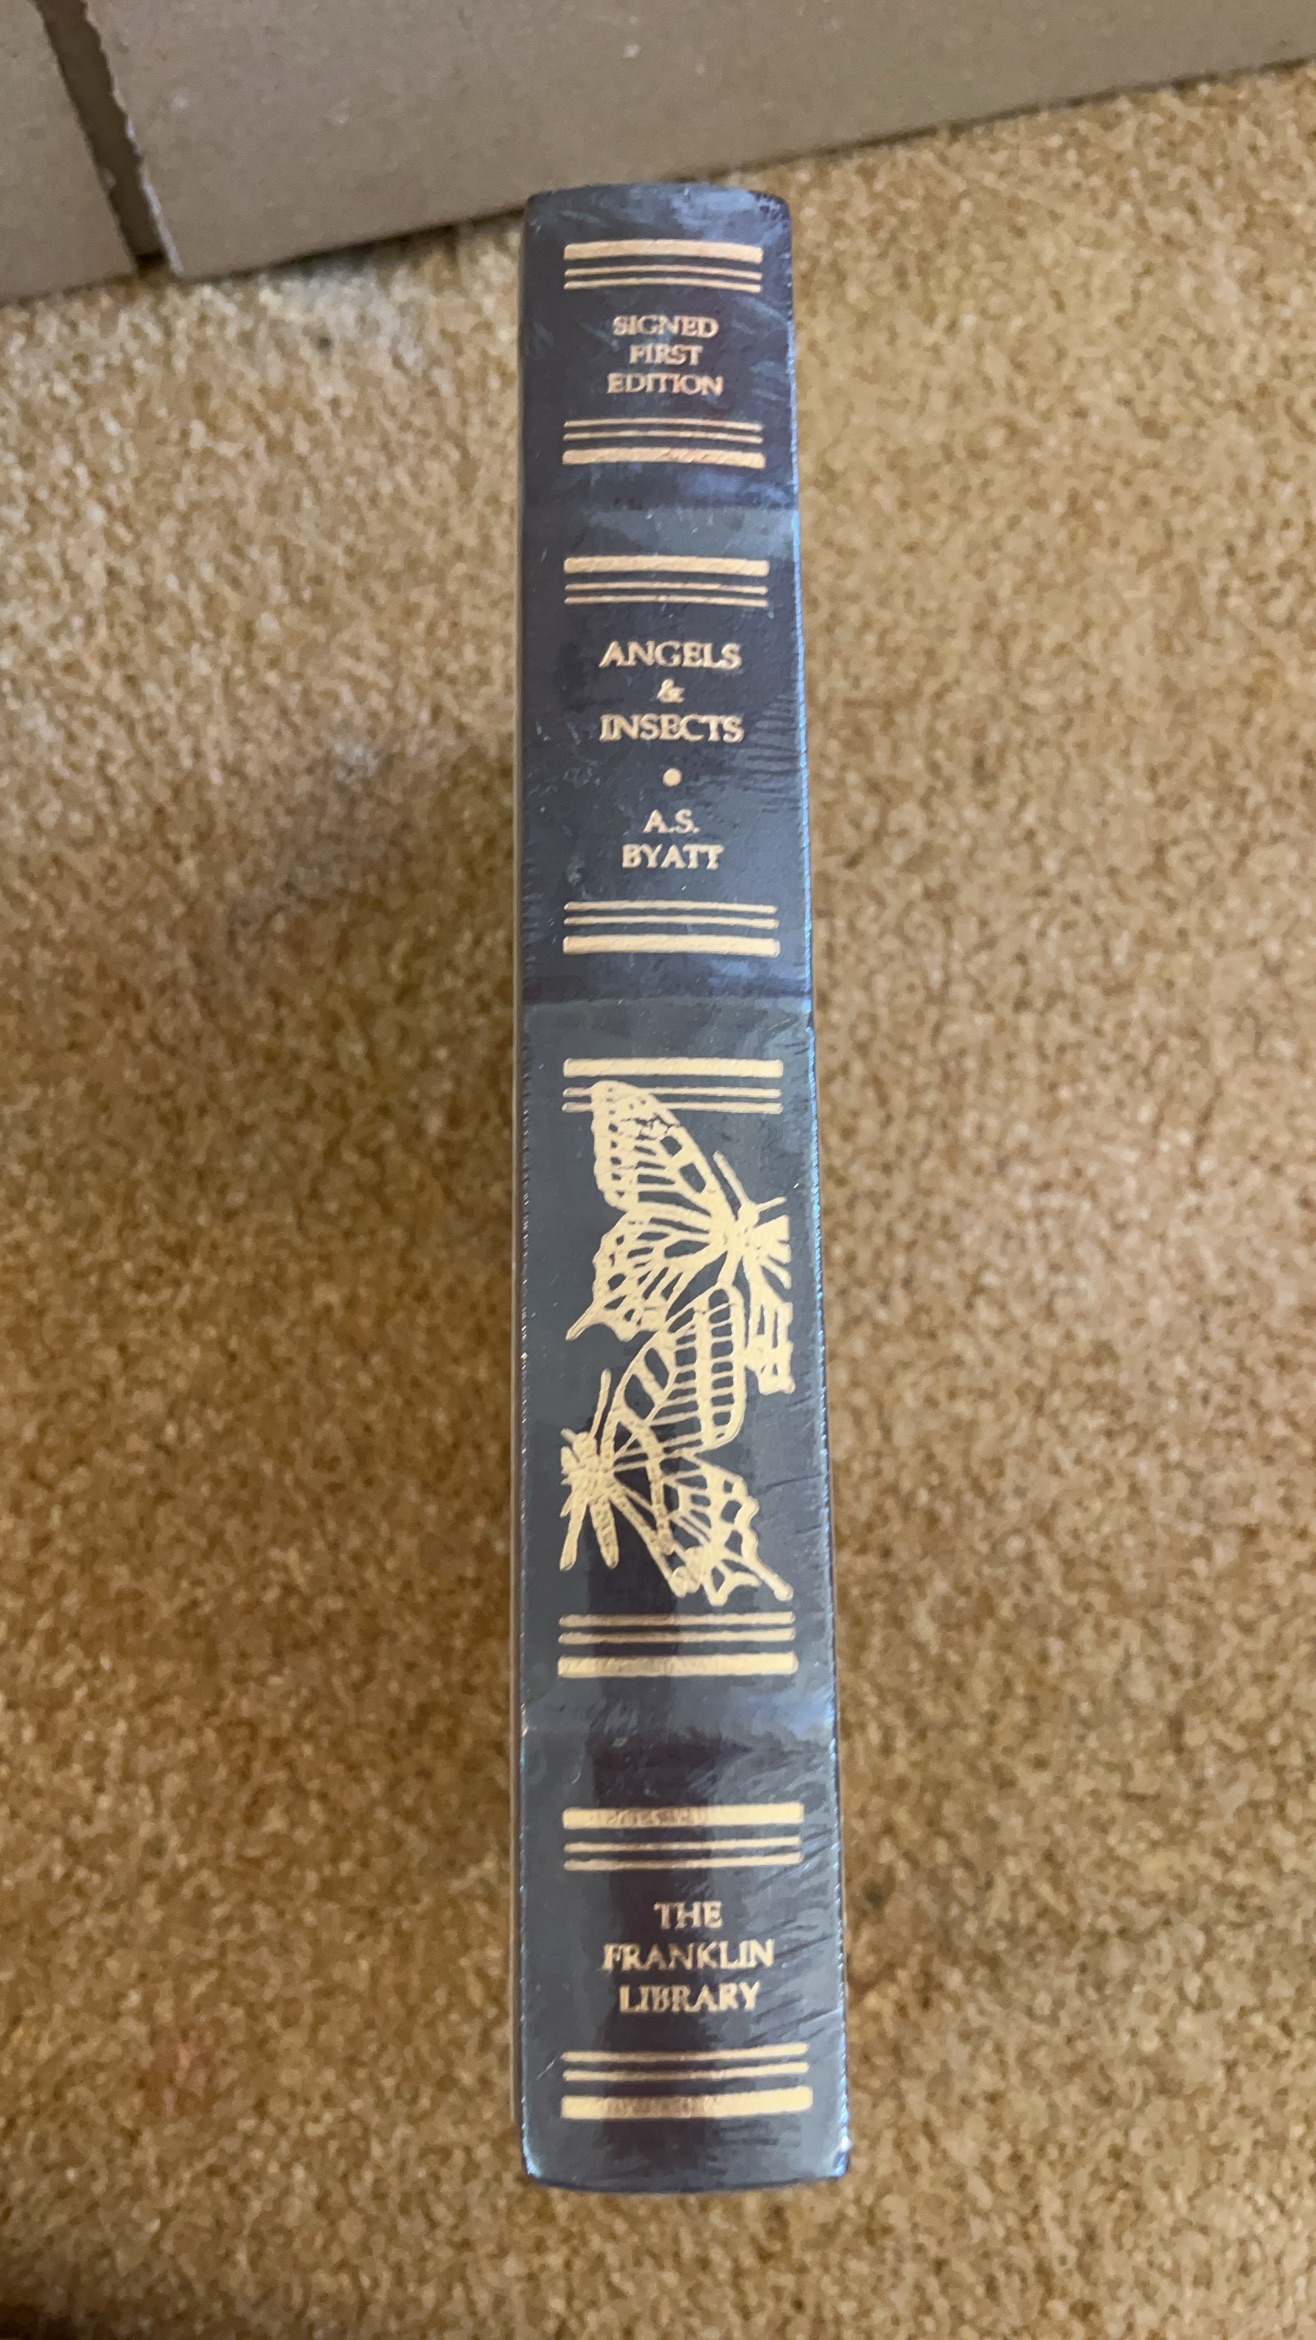 SIGNED
FIRST
EDITION
ANGELS
&
INSECTS
•
A.S.
BYATT
THE
FRANKLIN
LIBRARY